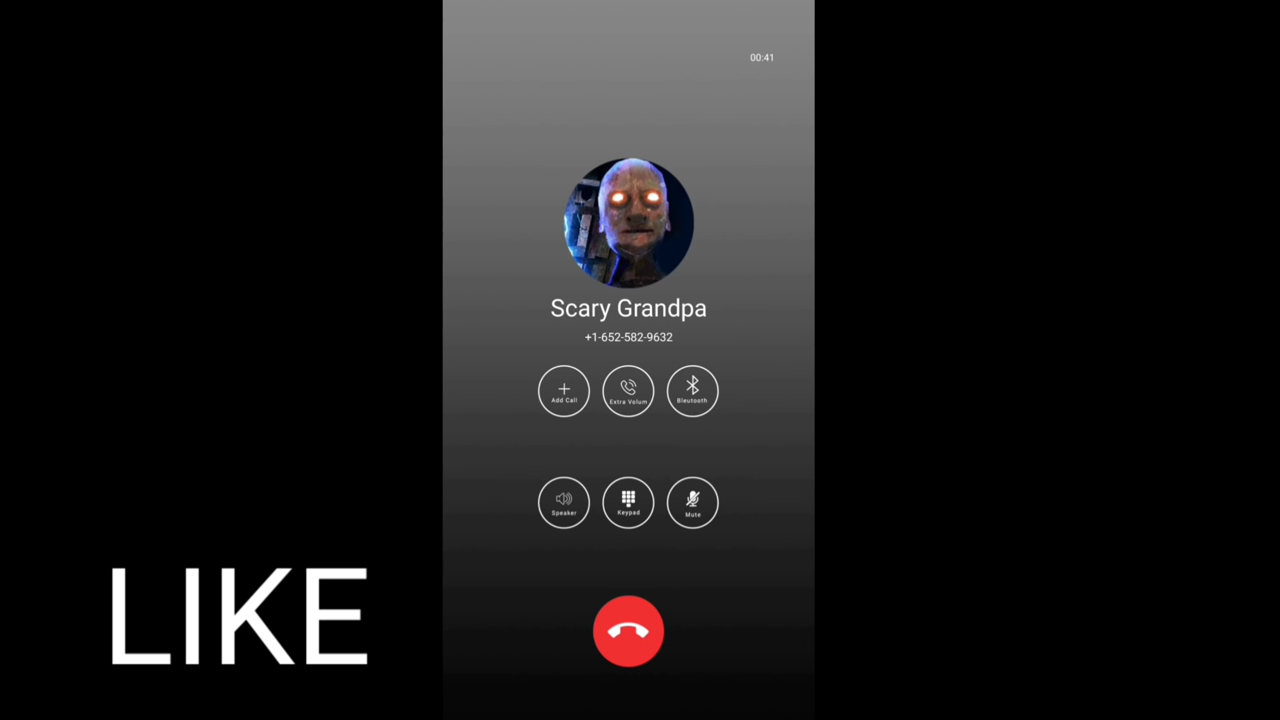 00:41
Scary Grandpa
+1-652-582-9632
Add Call
Extra Volum
Bleutooth
Speaker
Keypad
Mute
LIKE